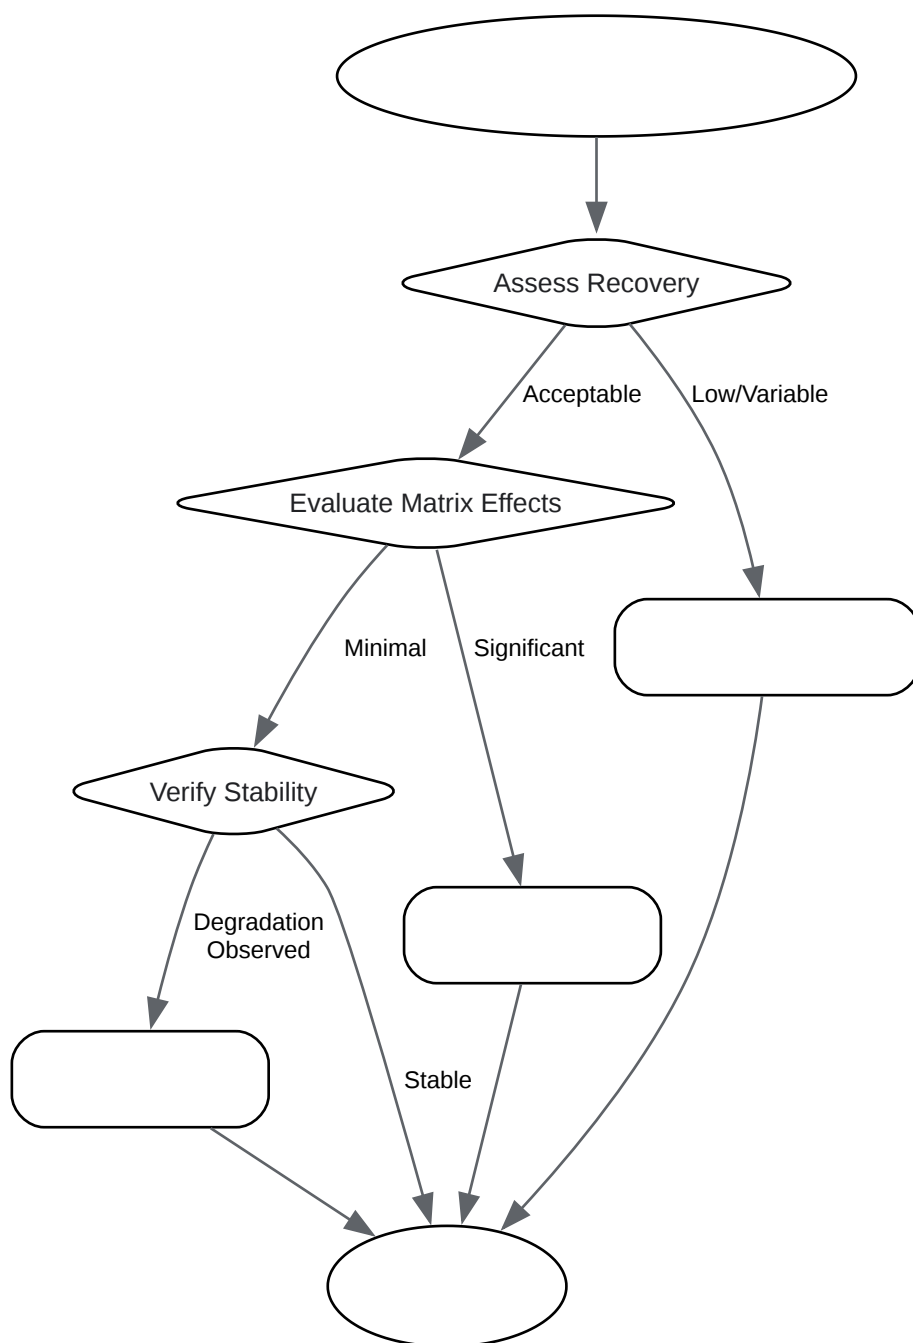 Assess Recovery
Acceptable
Low/Variable
Evaluate Matrix Effects
Minimal
Significant
Verify Stability
Degradation
Observed
Stable